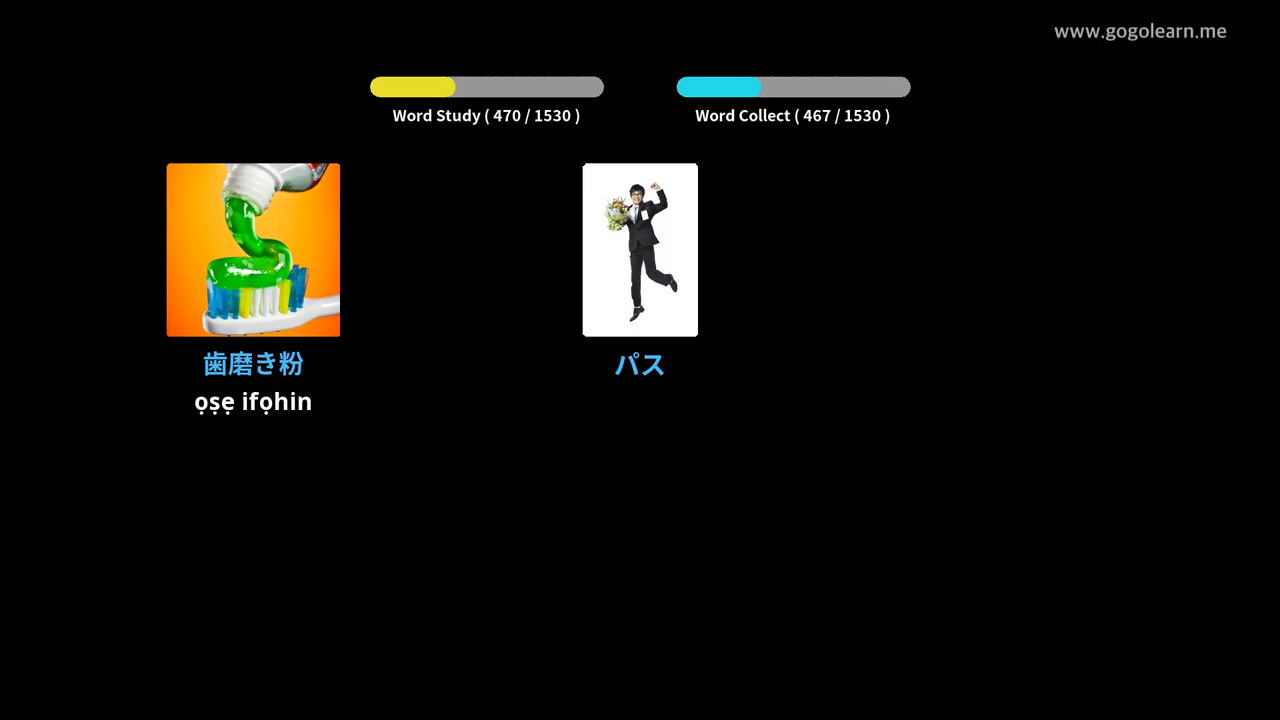 www.gogolearn.me
Word Study ( 470 / 1530 )
Word Collect ( 467 / 1530 )
歯磨き粉
ọṣẹ ifọhin
パス